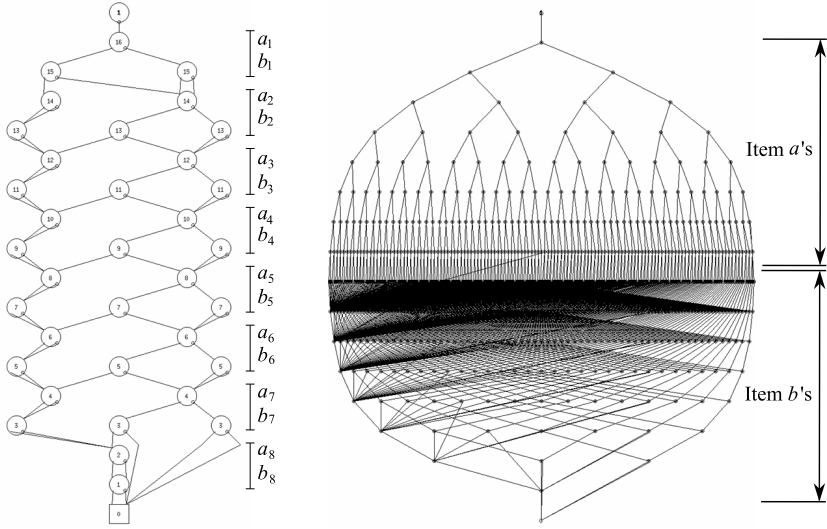 1
16
15 15
14 14
13 13 13
12 12
11 11 11
10 10
9 9 9
8 8
7 7 7
6 6
5 5 5
4 4
3 3 3
2
1
0
a₁
b₁
a₂
b₂
a₃
b₃
a₄
b₄
a₅
b₅
a₆
b₆
a₇
b₇
a₈
b₈
Item a's
Item b's